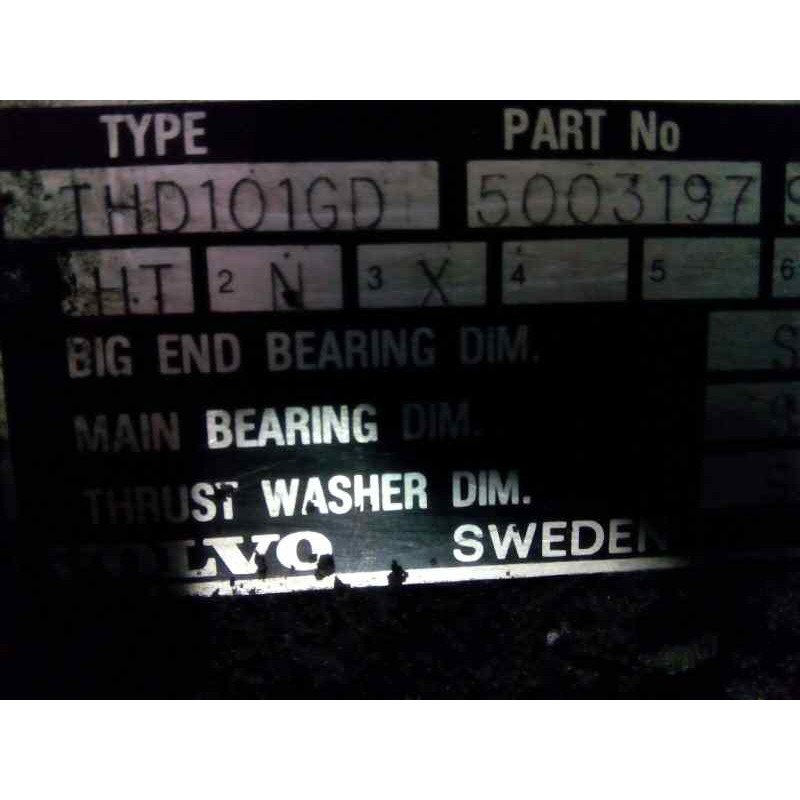 TYPE PART No
THD101GD 5003197
HT 2 N 3 X 4 5 6
BIG END BEARING DIM. S
MAIN BEARING DIM. S
THRUST WASHER DIM. S
VOLVO SWEDEN